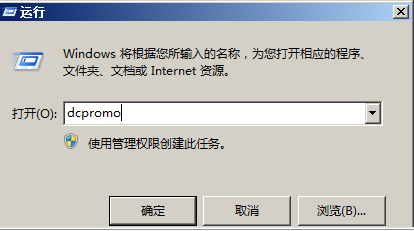 运行
Windows 将根据您所输入的名称，为您打开相应的程序、
文件夹、文档或 Internet 资源。
打开(O): dcpromo
使用管理权限创建此任务。
确定 取消 浏览(B)...